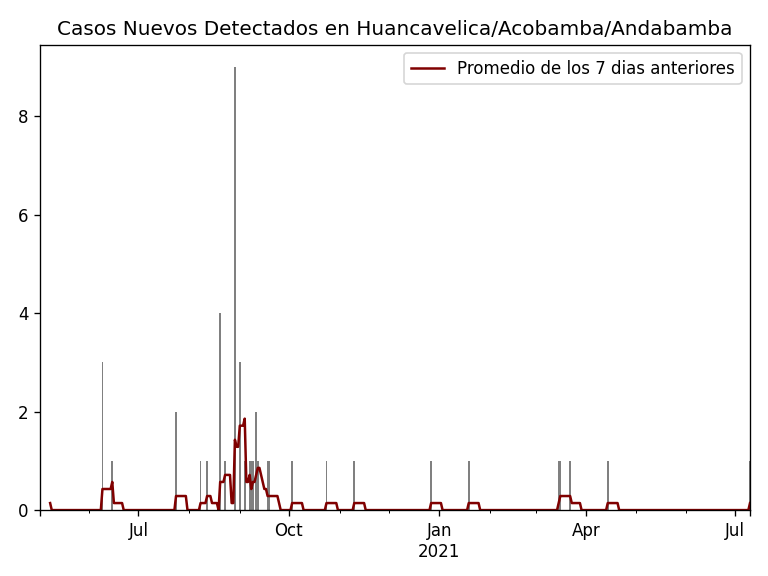 Casos Nuevos Detectados en Huancavelica/Acobamba/Andabamba
Promedio de los 7 dias anteriores
8
6
4
2
0
Jul
Oct
Jan
Apr
Jul
2021